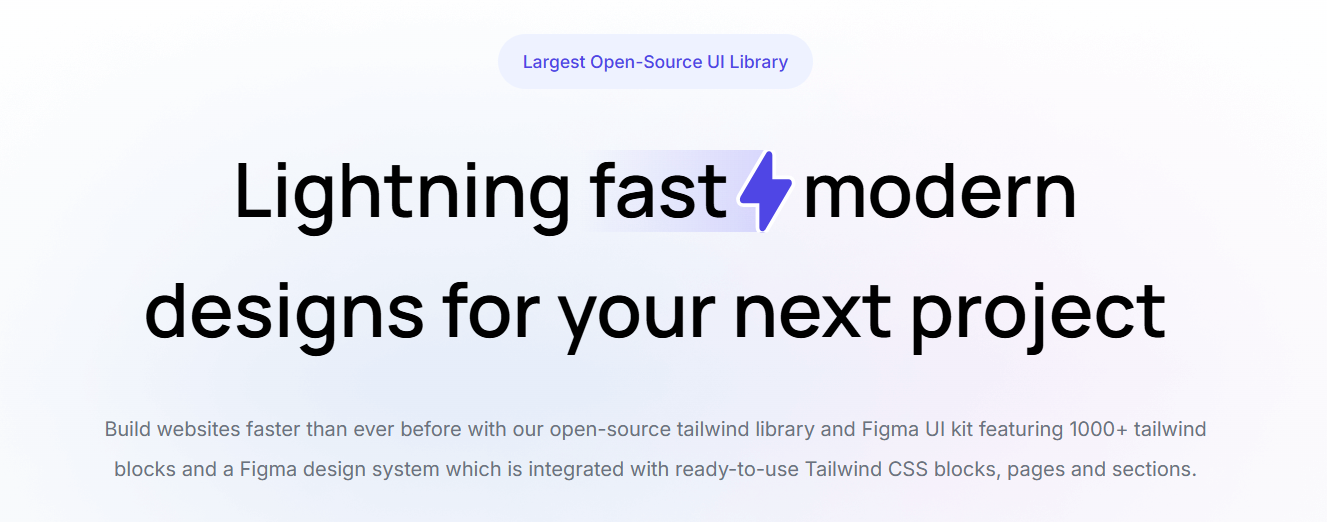 Largest Open-Source UI Library
Lightning fast modern
designs for your next project
Build websites faster than ever before with our open-source tailwind library and Figma UI kit featuring 1000+ tailwind
blocks and a Figma design system which is integrated with ready-to-use Tailwind CSS blocks, pages and sections.